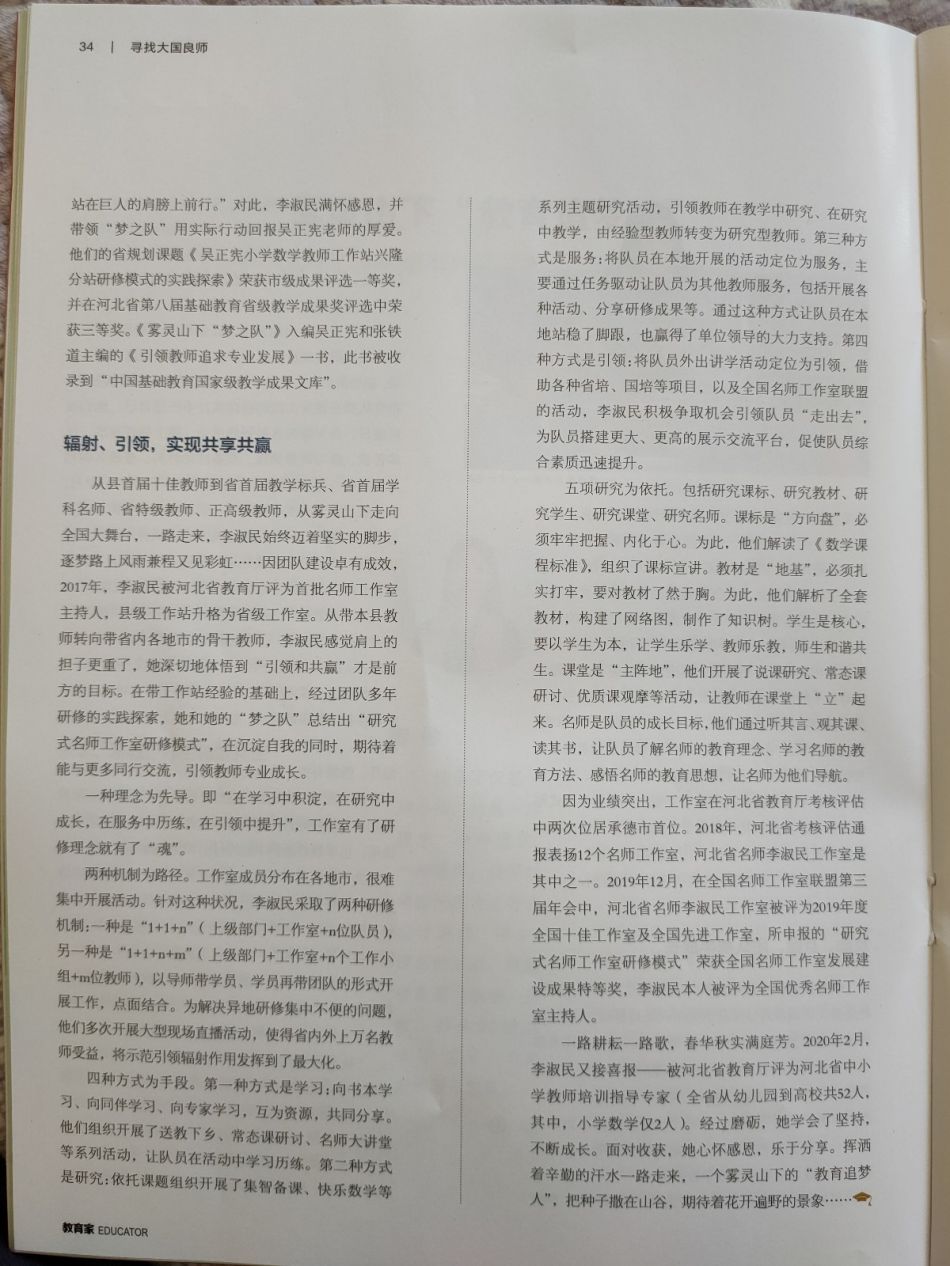 34 | 寻找大国良师
站在巨人的肩膀上前行。”对此，李淑民满怀感恩，并
带领“梦之队”用实际行动回报吴正宪老师的厚爱。
他们的省规划课题《吴正宪小学数学教师工作站兴隆
分站研修模式的实践探索》荣获市级成果评选一等奖，
并在河北省第八届基础教育省级教学成果奖评选中荣
获三等奖。《雾灵山下“梦之队”》入编吴正宪和张铁
道主编的《引领教师追求专业发展》一书，此书被收
录到“中国基础教育国家级教学成果文库”。
辐射、引领，实现共享共赢
从县首届十佳教师到省首届教学标兵、省首届学
科名师、省特级教师、正高级教师，从雾灵山下走向
全国大舞台，一路走来，李淑民始终迈着坚实的脚步，
逐梦路上风雨兼程又见彩虹……因团队建设卓有成效，
2017年，李淑民被河北省教育厅评为首批名师工作室
主持人，县级工作站升格为省级工作室。从带本县教
师转向带省内各地市的骨干教师，李淑民感觉肩上的
担子更重了，她深切地体悟到“引领和共赢”才是前
方的目标。在带工作站经验的基础上，经过团队多年
研修的实践探索，她和她的“梦之队”总结出“研究
式名师工作室研修模式”，在沉淀自我的同时，期待着
能与更多同行交流，引领教师专业成长。
一种理念为先导。即“在学习中积淀，在研究中
成长，在服务中历练，在引领中提升”，工作室有了研
修理念就有了“魂”。
两种机制为路径。工作室成员分布在各地市，很难
集中开展活动。针对这种状况，李淑民采取了两种研修
机制：一种是“1+1+n”（上级部门+工作室+n位队员），
另一种是“1+1+n+m”（上级部门+工作室+n个工作小
组+m位教师），以导师带学员、学员再带团队的形式开
展工作，点面结合。为解决异地研修集中不便的问题，
他们多次开展大型现场直播活动，使得省内外上万名教
师受益，将示范引领辐射作用发挥到了最大化。
四种方式为手段。第一种方式是学习：向书本学
习、向同伴学习、向专家学习，互为资源，共同分享。
他们组织开展了送教下乡、常态课研讨、名师大讲堂
等系列活动，让队员在活动中学习历练。第二种方式
是研究：依托课题组织开展了集智备课、快乐数学等
系列主题研究活动，引领教师在教学中研究、在研究
中教学，由经验型教师转变为研究型教师。第三种方
式是服务：将队员在本地开展的活动定位为服务，主
要通过任务驱动让队员为其他教师服务，包括开展各
种活动、分享研修成果等。通过这种方式让队员在本
地站稳了脚跟，也赢得了单位领导的大力支持。第四
种方式是引领：将队员外出讲学活动定位为引领，借
助各种省培、国培等项目，以及全国名师工作室联盟
的活动，李淑民积极争取机会引领队员“走出去”，
为队员搭建更大、更高的展示交流平台，促使队员综
合素质迅速提升。
五项研究为依托。包括研究课标、研究教材、研
究学生、研究课堂、研究名师。课标是“方向盘”，必
须牢牢把握、内化于心。为此，他们解读了《数学课
程标准》，组织了课标宣讲。教材是“地基”，必须扎
实打牢，要对教材了然于胸。为此，他们解析了全套
教材，构建了网络图，制作了知识树。学生是核心，
要以学生为本，让学生乐学、教师乐教，师生和谐共
生。课堂是“主阵地”，他们开展了说课研究、常态课
研讨、优质课观摩等活动，让教师在课堂上“立”起
来。名师是队员的成长目标，他们通过听其言、观其课、
读其书，让队员了解名师的教育理念、学习名师的教
育方法、感悟名师的教育思想，让名师为他们导航。
因为业绩突出，工作室在河北省教育厅考核评估
中两次位居承德市首位。2018年，河北省考核评估通
报表扬12个名师工作室，河北省名师李淑民工作室是
其中之一。2019年12月，在全国名师工作室联盟第三
届年会中，河北省名师李淑民工作室被评为2019年度
全国十佳工作室及全国先进工作室，所申报的“研究
式名师工作室研修模式”荣获全国名师工作室发展建
设成果特等奖，李淑民本人被评为全国优秀名师工作
室主持人。
一路耕耘一路歌，春华秋实满庭芳。2020年2月，
李淑民又接喜报——被河北省教育厅评为河北省中小
学教师培训指导专家（全省从幼儿园到高校共52人，
其中，小学数学仅2人）。经过磨砺，她学会了坚持，
不断成长。面对收获，她心怀感恩，乐于分享。挥洒
着辛勤的汗水一路走来，一个雾灵山下的“教育追梦
人”，把种子撒在山谷，期待着花开遍野的景象……
教育家 EDUCATOR